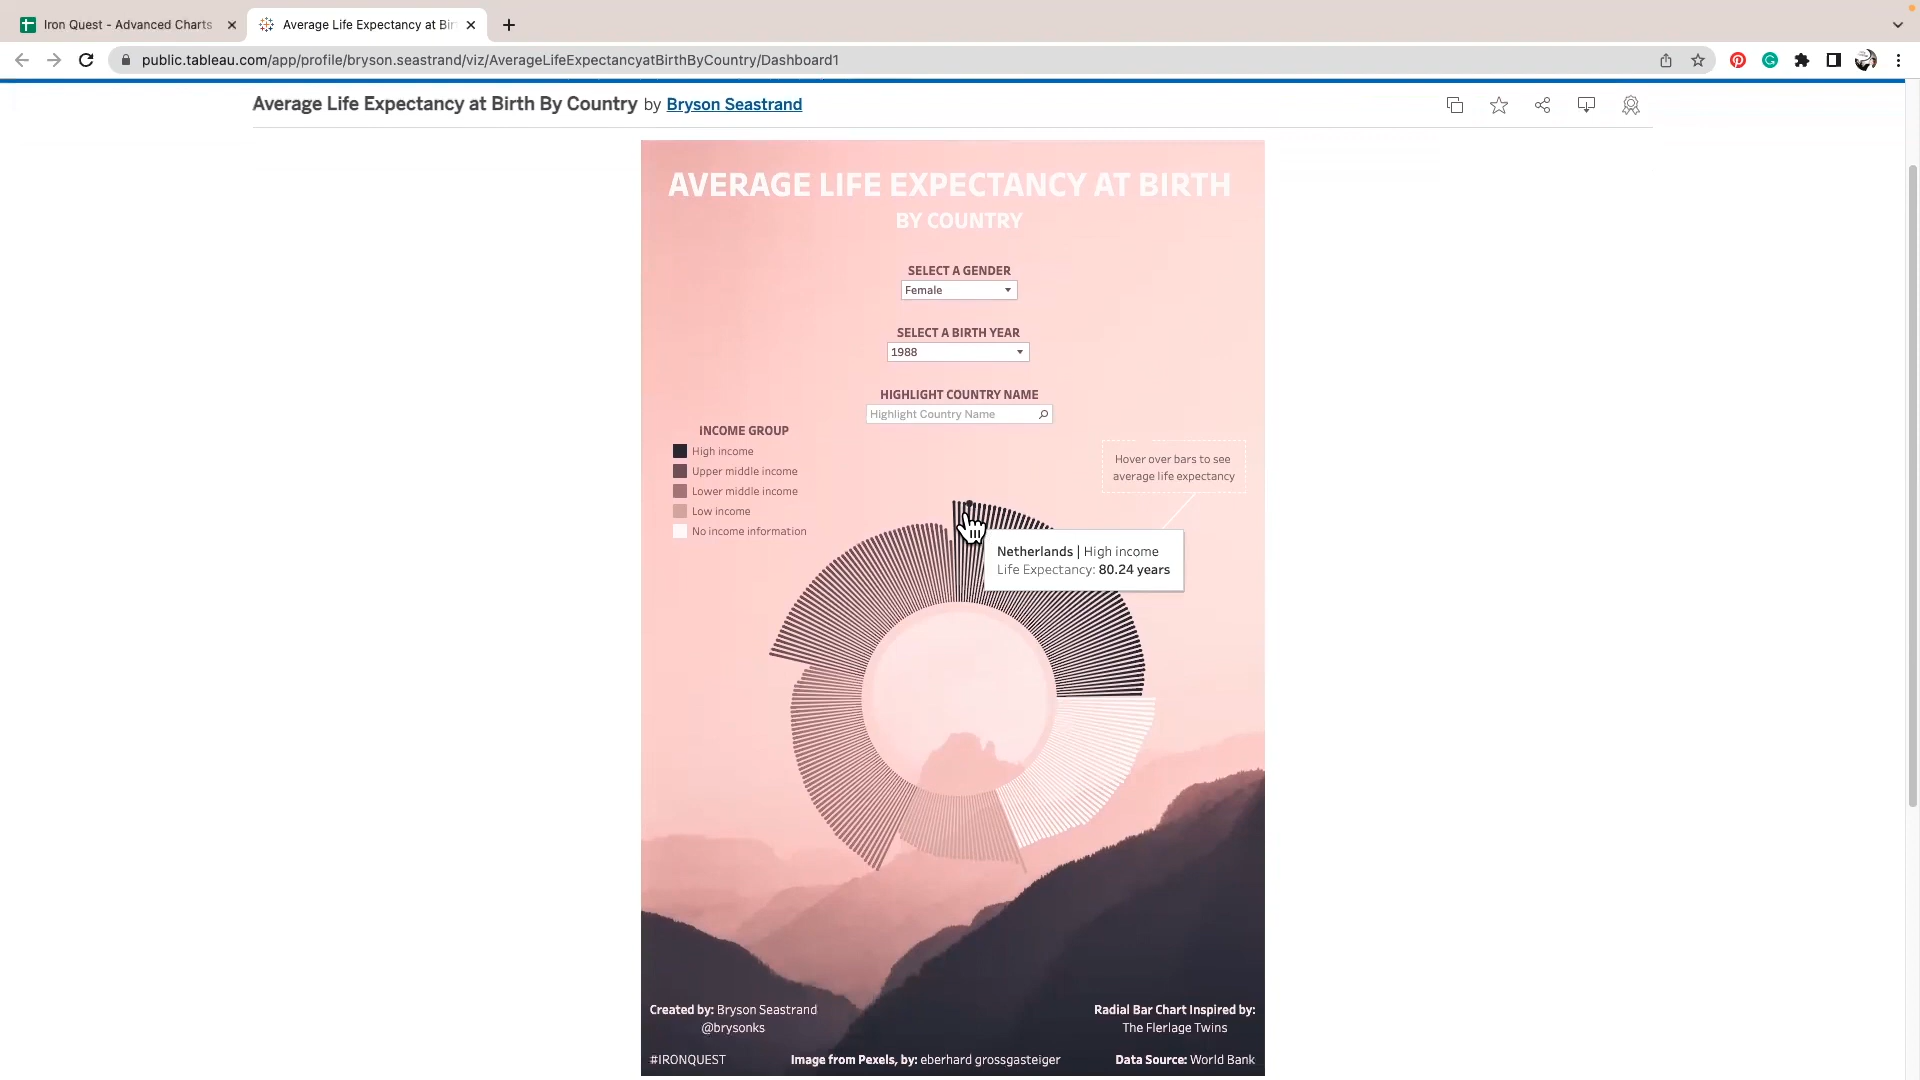 Iron Quest - Advanced Charts
Average Life Expectancy at Bir
public.tableau.com/app/profile/bryson.seastrand/viz/AverageLifeExpectancyatBirthByCountry/Dashboard1
Average Life Expectancy at Birth By Country by Bryson Seastrand
AVERAGE LIFE EXPECTANCY AT BIRTH
BY COUNTRY
SELECT A GENDER
Female
SELECT A BIRTH YEAR
1988
HIGHLIGHT COUNTRY NAME
Highlight Country Name
INCOME GROUP
High income
Upper middle income
Lower middle income
Low income
No income information
Hover over bars to see
average life expectancy
Netherlands | High income
Life Expectancy: 80.24 years
Created by: Bryson Seastrand
@brysonks
Radial Bar Chart Inspired by:
The Flerlage Twins
#IRONQUEST
Image from Pexels, by: eberhard grossgasteiger
Data Source: World Bank